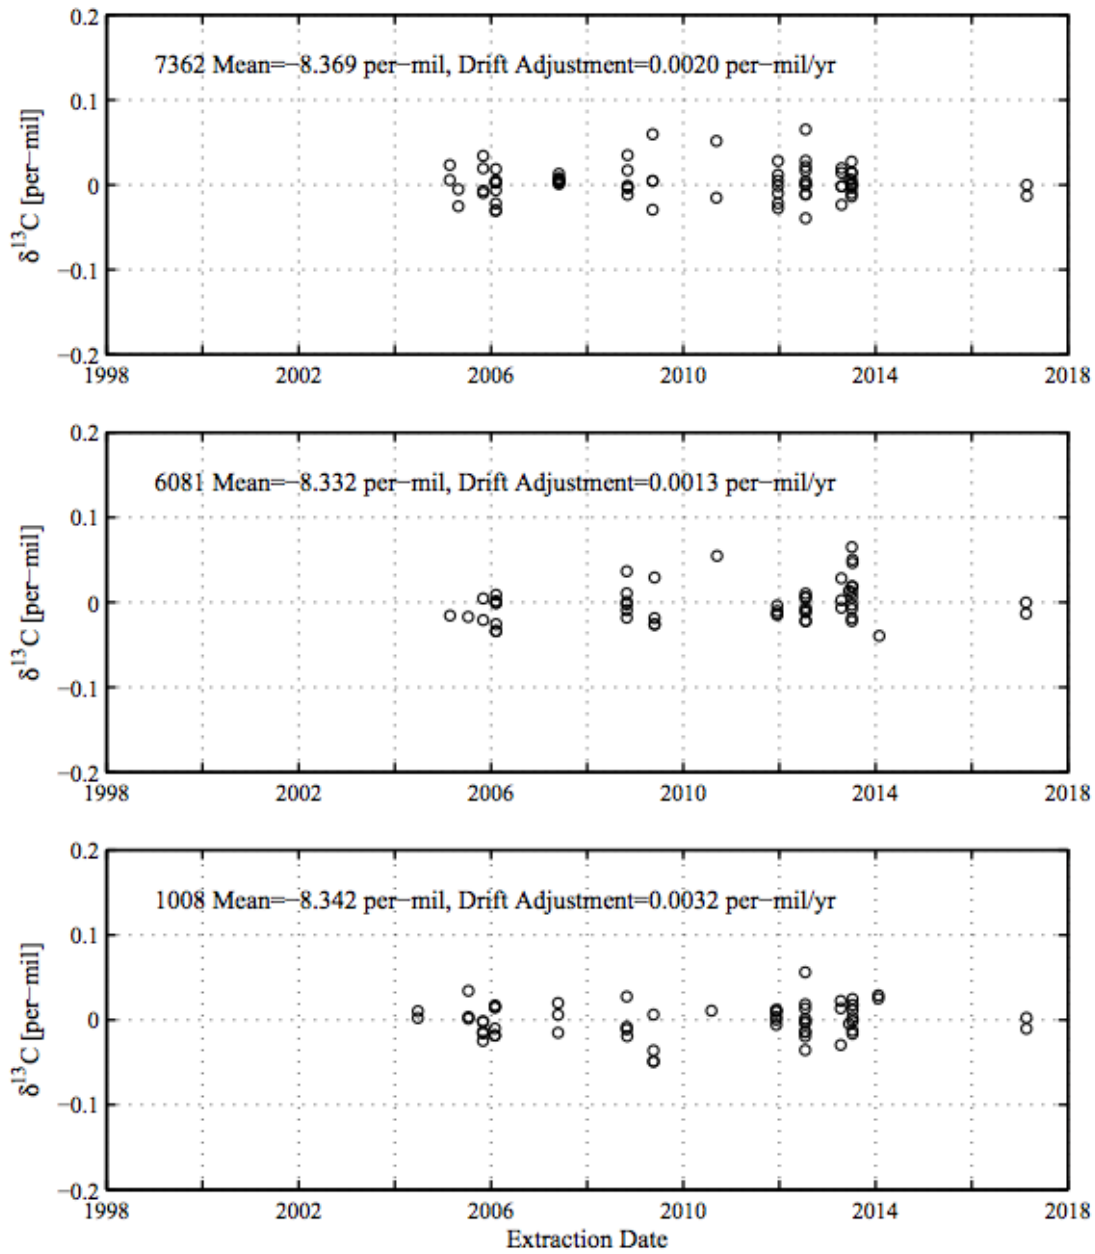 0.2
7362 Mean=−8.369 per−mil, Drift Adjustment=0.0020 per−mil/yr
0.1
0
−0.1
−0.2
δ13C [per−mil]
1998 2002 2006 2010 2014 2018
0.2
6081 Mean=−8.332 per−mil, Drift Adjustment=0.0013 per−mil/yr
0.1
0
−0.1
−0.2
δ13C [per−mil]
1998 2002 2006 2010 2014 2018
0.2
1008 Mean=−8.342 per−mil, Drift Adjustment=0.0032 per−mil/yr
0.1
0
−0.1
−0.2
δ13C [per−mil]
1998 2002 2006 2010 2014 2018
Extraction Date